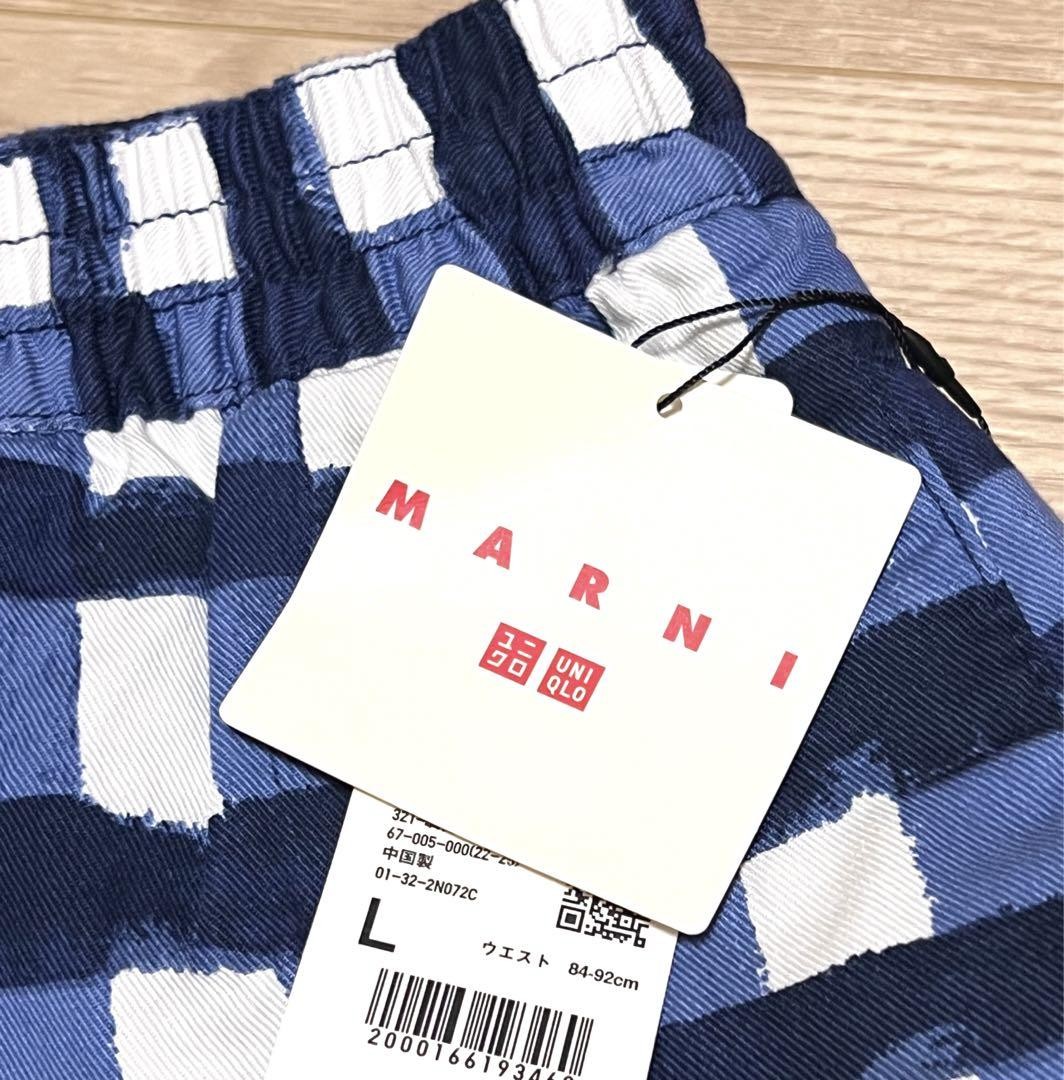 MARNI
ユニクロ
UNIQLO
67-005-000(22-23
中国製
01-32-2N072C
L
ウエスト 84-92cm